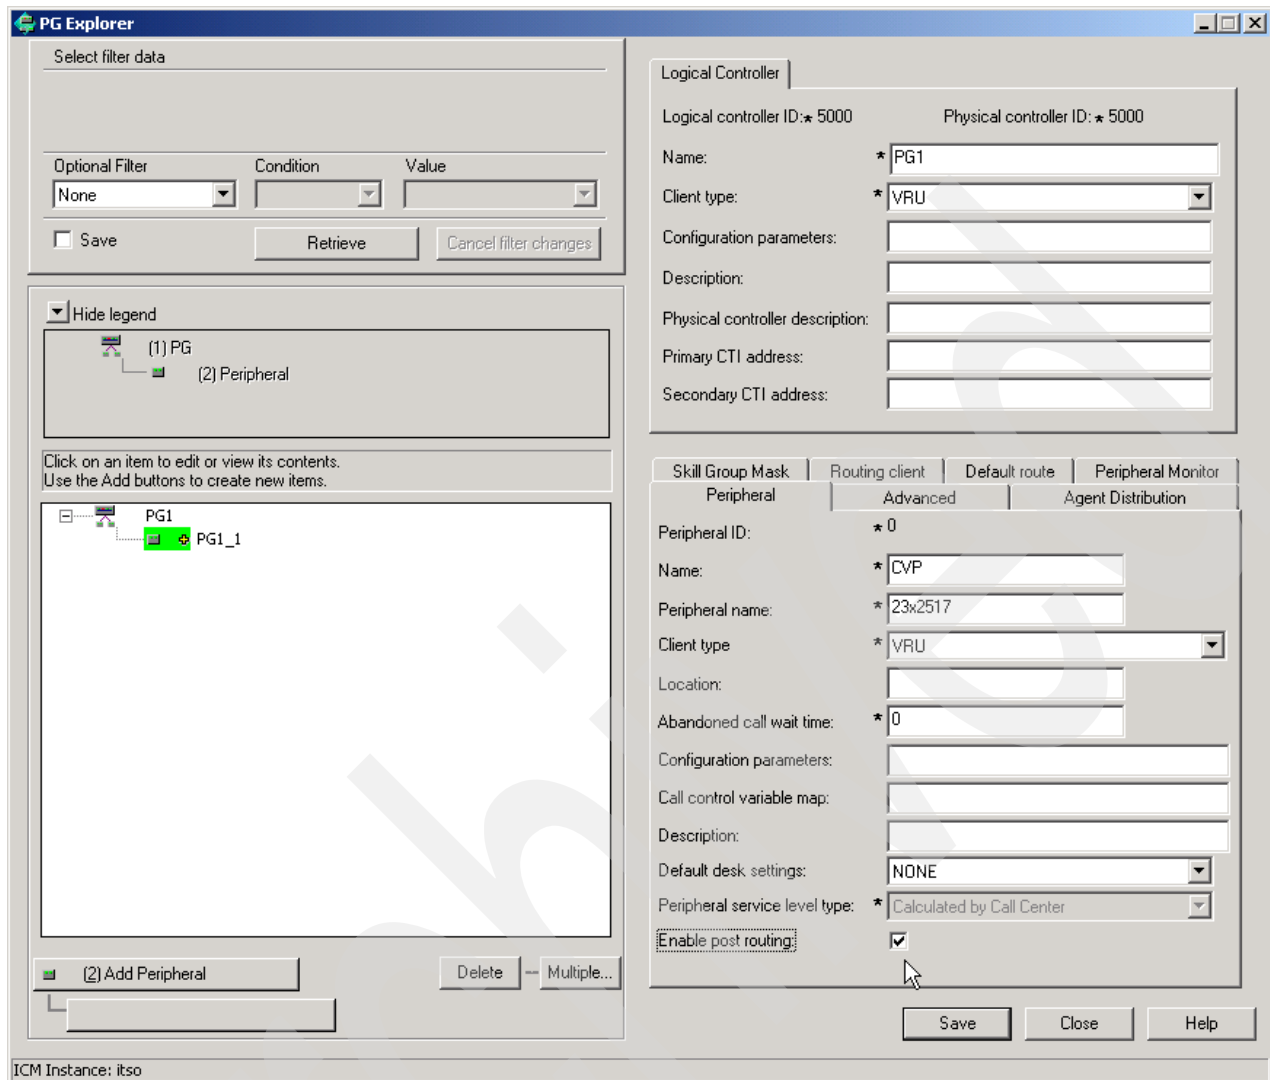 PG Explorer
Select filter data
Optional Filter Condition Value
None
Save Retrieve Cancel filter changes
Hide legend
(1) PG
(2) Peripheral
Click on an item to edit or view its contents.
Use the Add buttons to create new items.
PG1
PG1_1
(2) Add Peripheral Delete Multiple...
Logical Controller
Logical controller ID:* 5000 Physical controller ID:* 5000
Name: * PG1
Client type: * VRU
Configuration parameters:
Description:
Physical controller description:
Primary CTI address:
Secondary CTI address:
Skill Group Mask Routing client Default route Peripheral Monitor
Peripheral Advanced Agent Distribution
Peripheral ID: * 0
Name: * CVP
Peripheral name: * 23x2517
Client type * VRU
Location:
Abandoned call wait time: * 0
Configuration parameters:
Call control variable map:
Description:
Default desk settings: NONE
Peripheral service level type: * Calculated by Call Center
Enable post routing:
Save Close Help
ICM Instance: itso